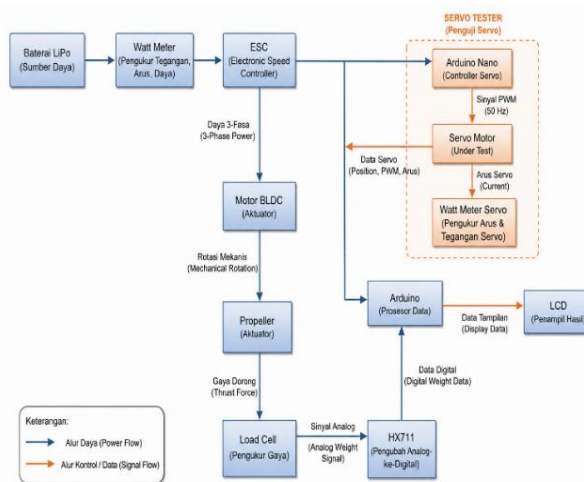 SERVO TESTER
(Penguji Servo)
Baterai LiPo
(Sumber Daya)
Watt Meter
(Pengukur Tegangan,
Arus, Daya)
ESC
(Electronic Speed
Controller)
Arduino Nano
(Controller Servo)
Sinyal PWM
(50 Hz)
Daya 3-Fasa
(3-Phase Power)
Data Servo
(Position, PWM, Arus)
Servo Motor
(Under Test)
Arus Servo
(Current)
Motor BLDC
(Aktuator)
Watt Meter Servo
(Pengukur Arus &
Tegangan Servo)
Rotasi Mekanis
(Mechanical Rotation)
Propeller
(Aktuator)
Arduino
(Prosesor Data)
Data Tampilan
(Display Data)
LCD
(Penampil Hasil)
Gaya Dorong
(Thrust Force)
Data Digital
(Digital Weight Data)
Keterangan:
Alur Daya (Power Flow)
Alur Kontrol / Data (Signal Flow)
Load Cell
(Pengukur Gaya)
Sinyal Analog
(Analog Weight
Signal)
HX711
(Pengubah Analog-
ke-Digital)